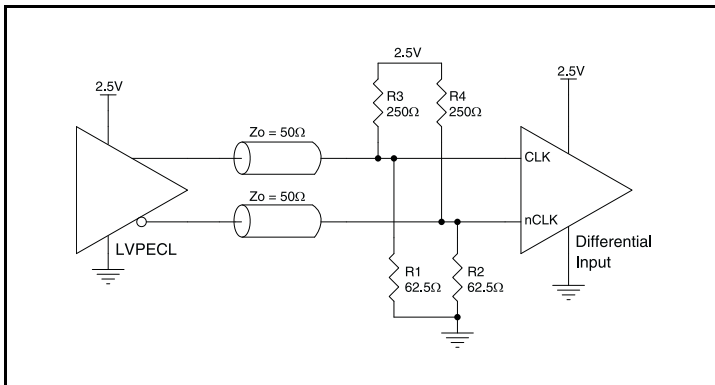 2.5V
2.5V
2.5V
R3
250Ω
R4
250Ω
Zo = 50Ω
CLK
Zo = 50Ω
nCLK
LVPECL
Differential
Input
R1
62.5Ω
R2
62.5Ω